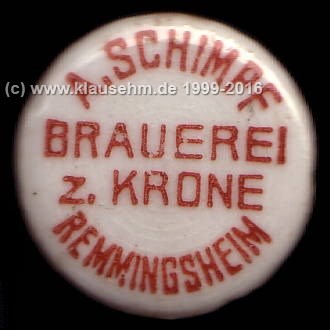 A. SCHIMPF
(c) www.klausehm.de 1999-2016
BRAUEREI
z. KRONE
REMMINGSHEIM